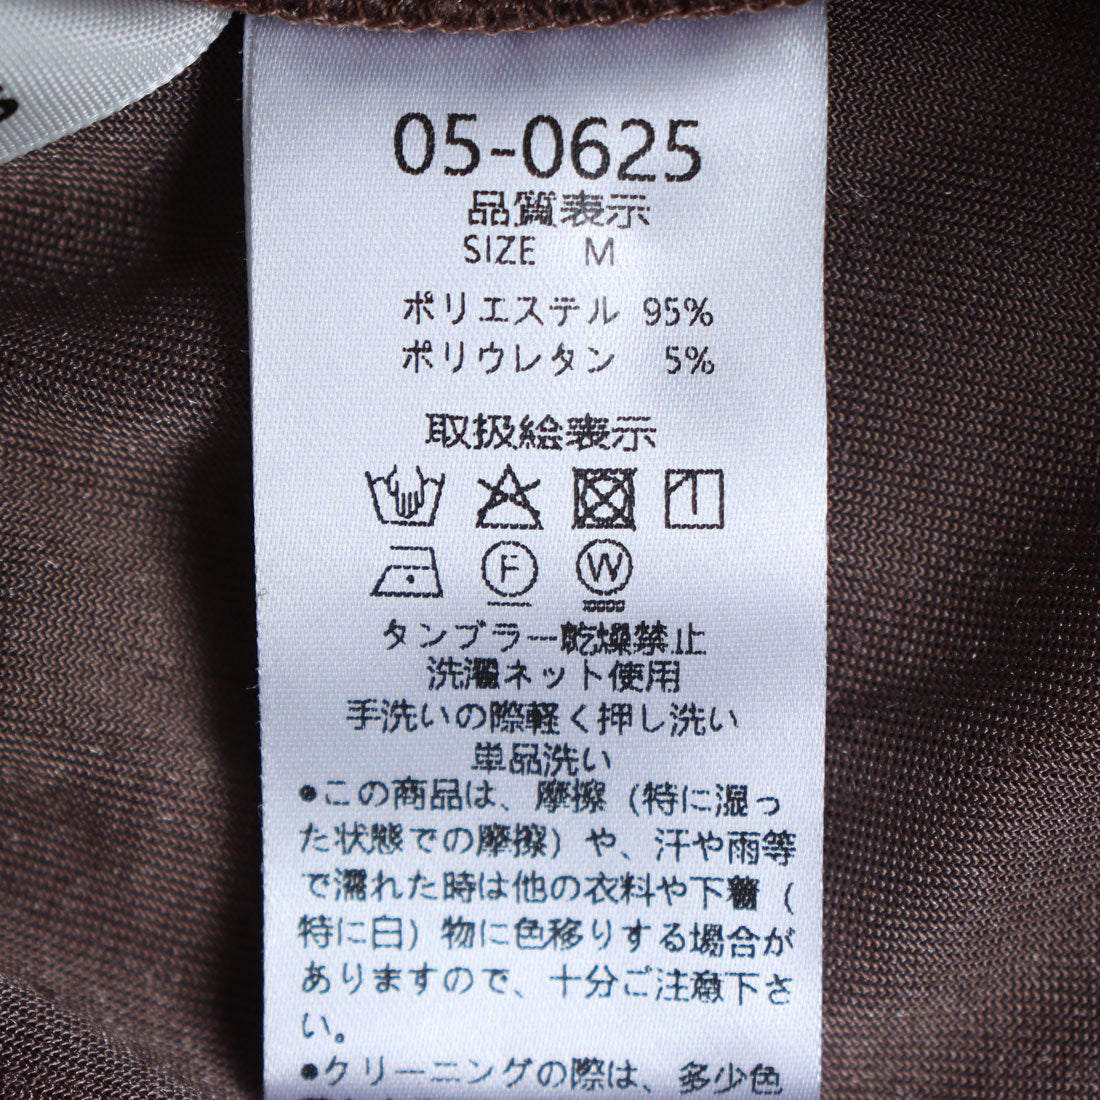 05-0625
品質表示
SIZE M
ポリエステル 95%
ポリウレタン 5%
取扱絵表示
F W
タンブラー乾燥禁止
洗濯ネット使用
手洗いの際軽く押し洗い
単品洗い
●この商品は、摩擦（特に湿っ
た状態での摩擦）や、汗や雨等
で濡れた時は他の衣料や下着（
特に白）物に色移りする場合が
ありますので、十分ご注意下さ
い。
●クリーニングの際は、多少色